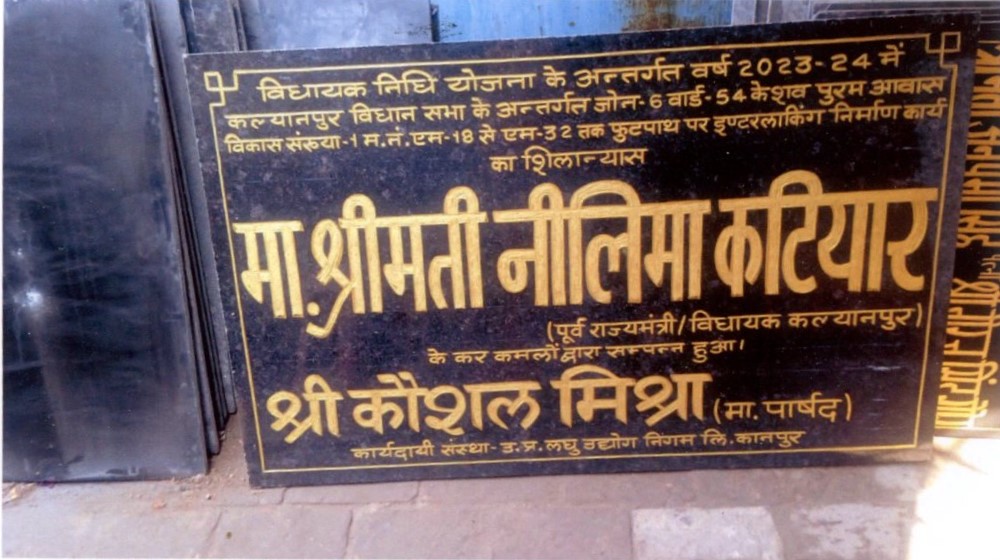 विधायक निधि योजना के अन्तर्गत वर्ष 2023-24 में
कल्यानपुर विधान सभा के अन्तर्गत जोन-6 वार्ड-54 केशव पुरम आवास
विकास संख्या-1 म.नं. एम-18 से एम-32 तक फुटपाथ पर इण्टरलाकिंग निर्माण कार्य
का शिलान्यास
मा. श्रीमती नीलिमा कटियार
(पूर्व राज्यमंत्री/विधायक कल्यानपुर)
के कर कमलों द्वारा सम्पन्न हुआ।
श्री कौशल मिश्रा (मा. पार्षद)
कार्यदायी संस्था- उ.प्र. लघु उद्योग निगम लि. कानपुर